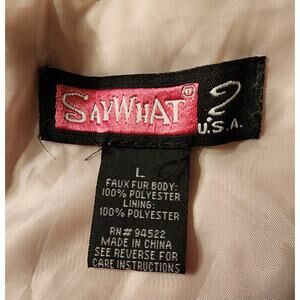 SAYWHAT ?
U.S.A.
L
FAUX FUR BODY:
100% POLYESTER
LINING:
100% POLYESTER
RN# 94522
MADE IN CHINA
SEE REVERSE FOR
CARE INSTRUCTIONS